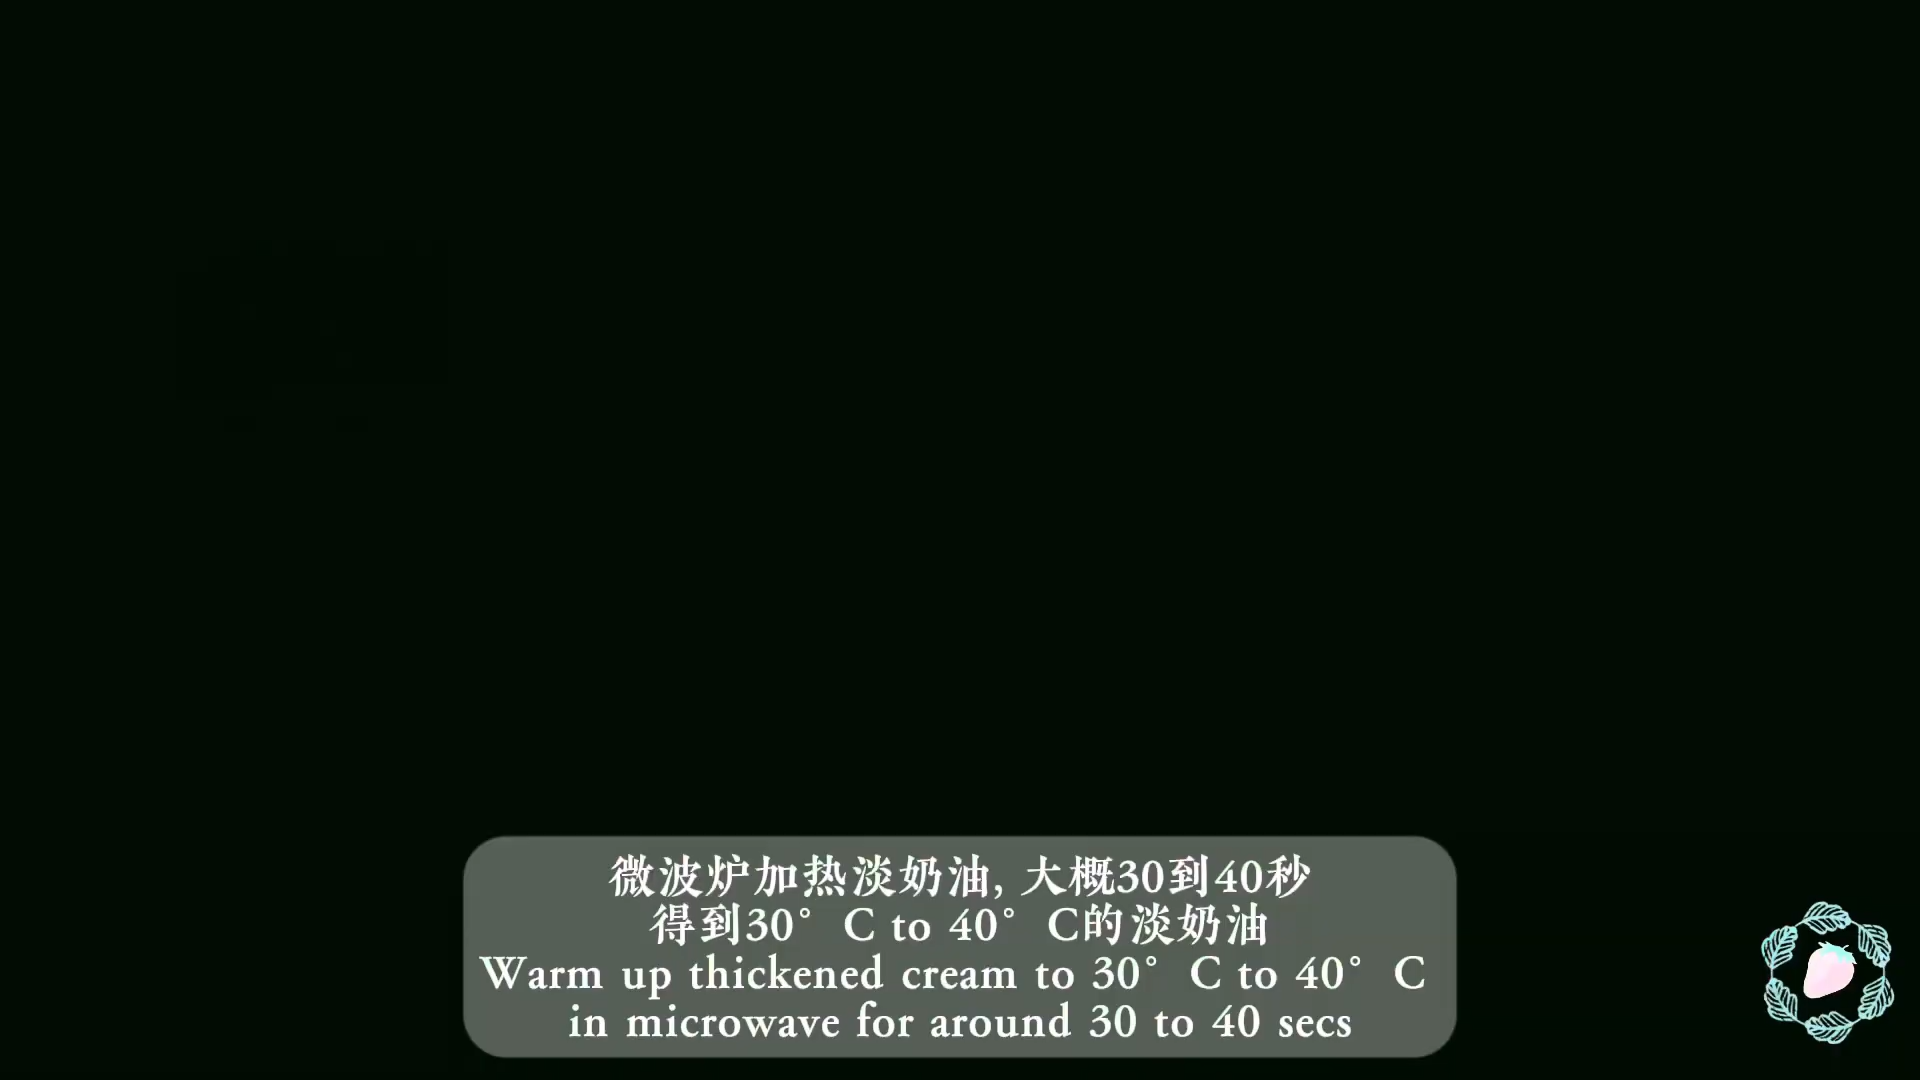 微波炉加热淡奶油, 大概30到40秒
得到30°C to 40°C的淡奶油
Warm up thickened cream to 30°C to 40°C
in microwave for around 30 to 40 secs